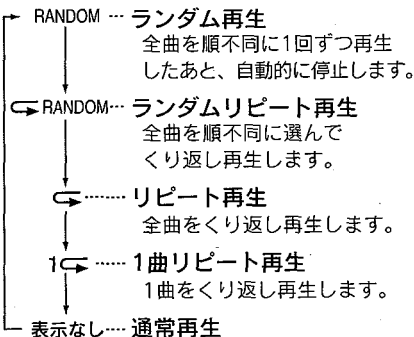 RANDOM … ランダム再生
全曲を順不同に1回ずつ再生
したあと、自動的に停止します。
RANDOM… ランダムリピート再生
全曲を順不同に選んで
くり返し再生します。
…… リピート再生
全曲をくり返し再生します。
1 …… 1曲リピート再生
1曲をくり返し再生します。
表示なし… 通常再生